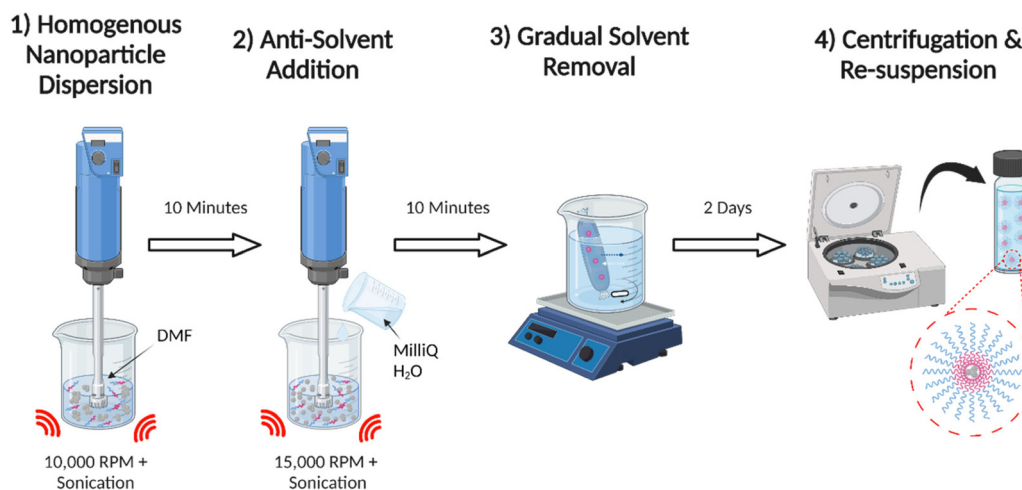 1) Homogenous
Nanoparticle
Dispersion
2) Anti-Solvent
Addition
3) Gradual Solvent
Removal
4) Centrifugation &
Re-suspension
10 Minutes
10 Minutes
2 Days
DMF
MilliQ
H₂O
10,000 RPM +
Sonication
15,000 RPM +
Sonication